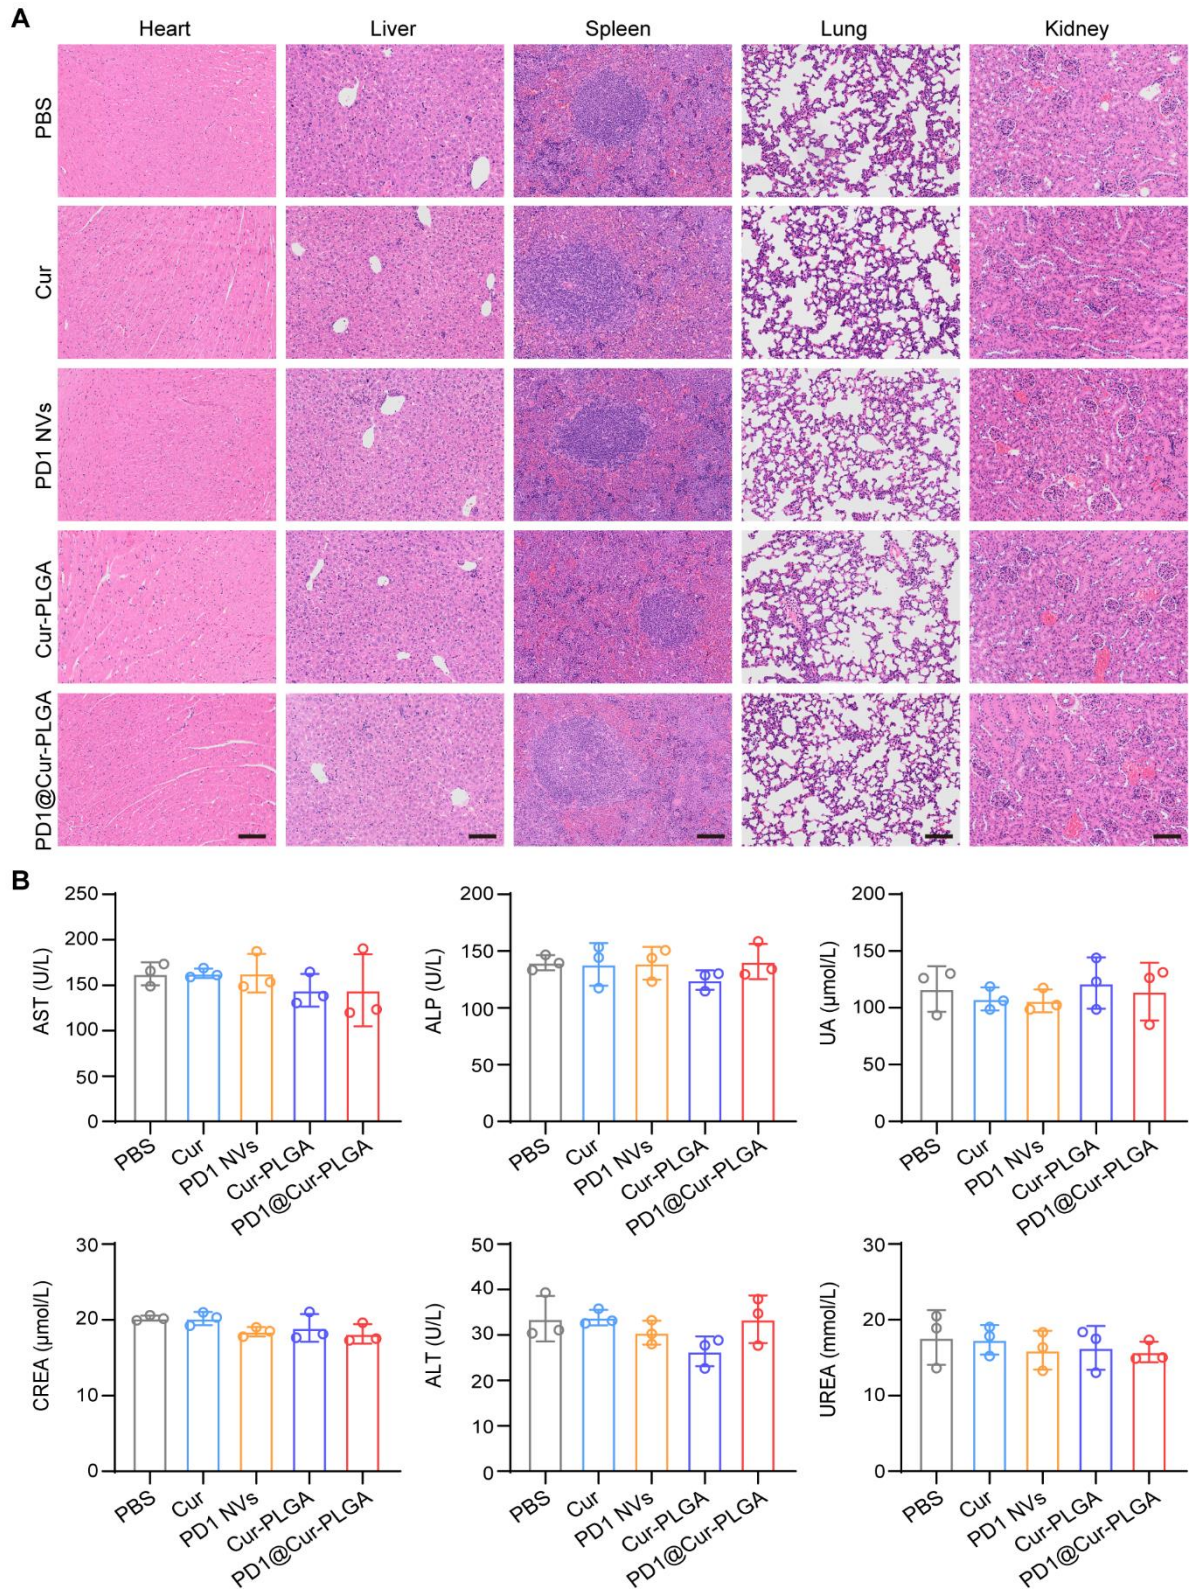 A
Heart Liver Spleen Lung Kidney
PBS
Cur
PD1 NVs
Cur-PLGA
PD1@Cur-PLGA
B
250
200
150
100
50
0
AST (U/L)
PBS
Cur
PD1 NVs
Cur-PLGA
PD1@Cur-PLGA
200
150
100
50
0
ALP (U/L)
PBS
Cur
PD1 NVs
Cur-PLGA
PD1@Cur-PLGA
200
150
100
50
0
UA (μmol/L)
PBS
Cur
PD1 NVs
Cur-PLGA
PD1@Cur-PLGA
30
20
10
0
CREA (μmol/L)
PBS
Cur
PD1 NVs
Cur-PLGA
PD1@Cur-PLGA
50
40
30
20
10
0
ALT (U/L)
PBS
Cur
PD1 NVs
Cur-PLGA
PD1@Cur-PLGA
30
20
10
0
UREA (mmol/L)
PBS
Cur
PD1 NVs
Cur-PLGA
PD1@Cur-PLGA